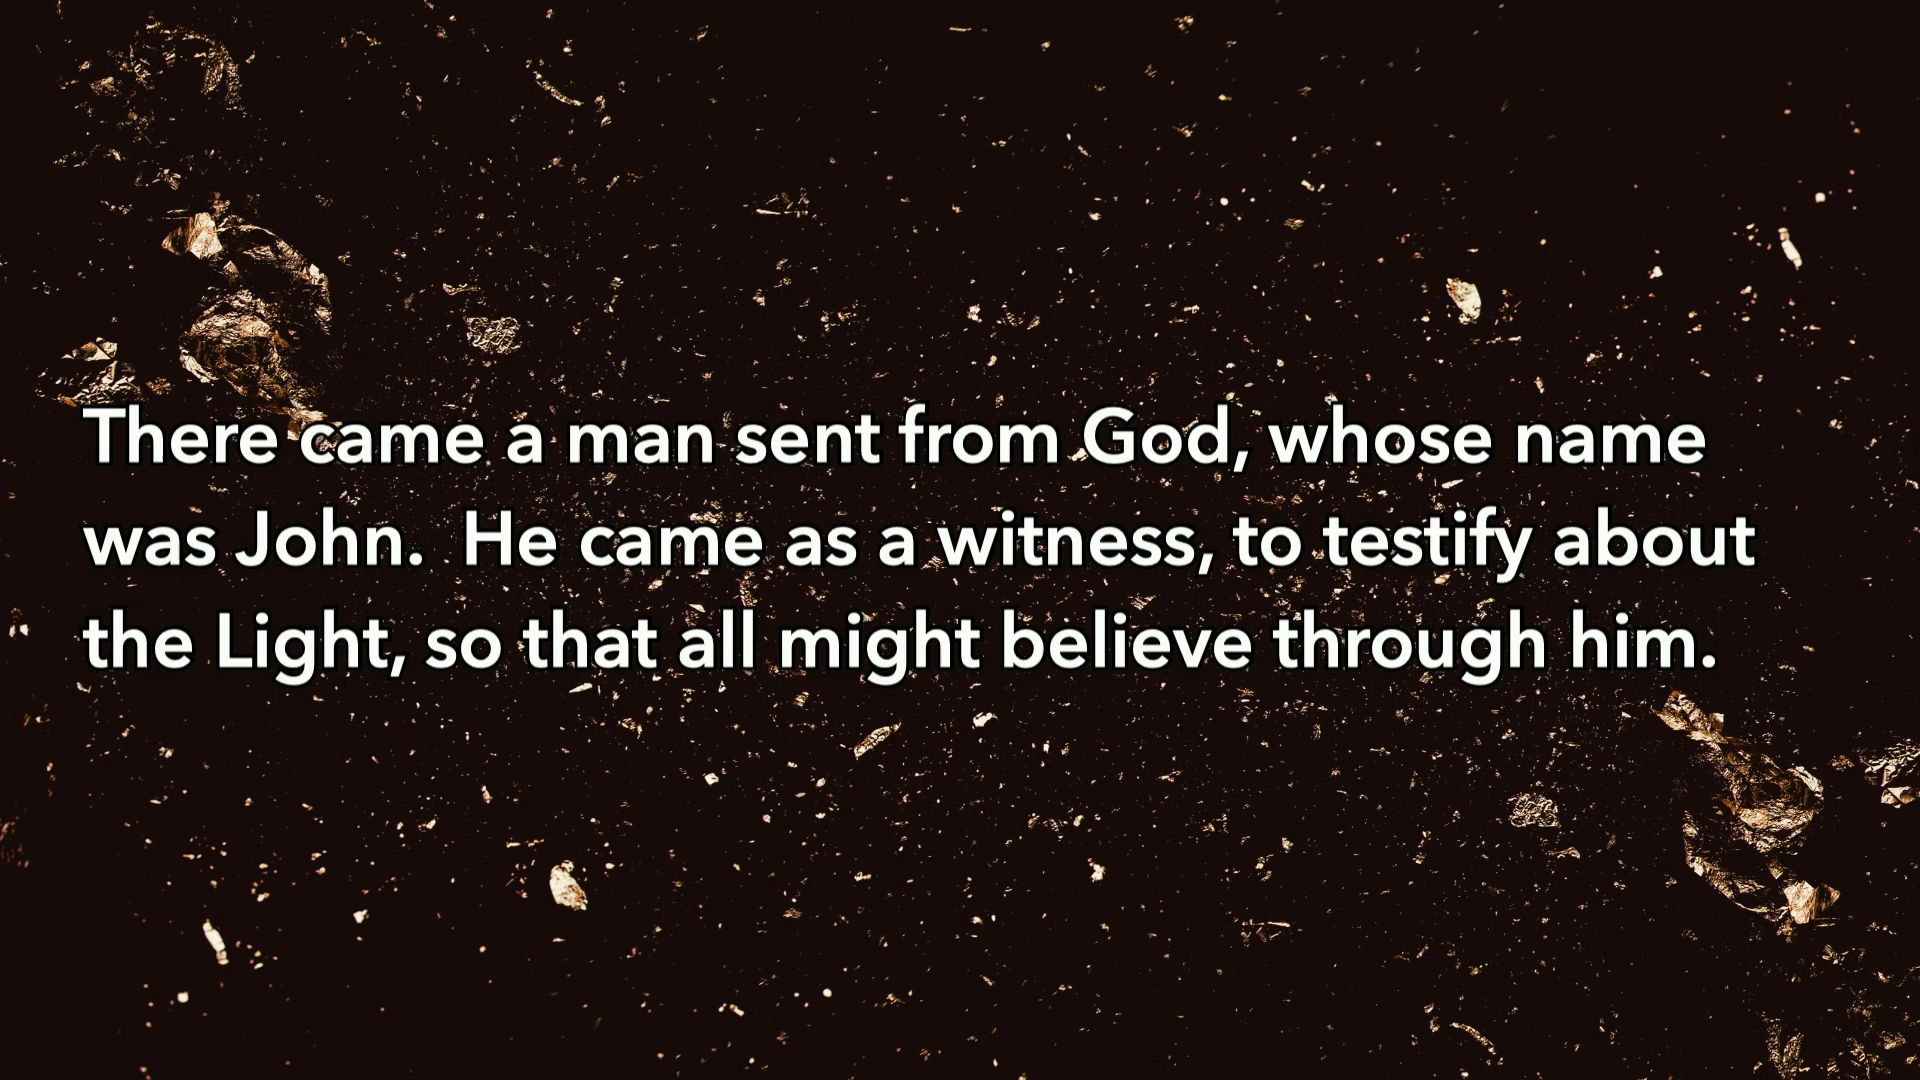 There came a man sent from God, whose name
was John.  He came as a witness, to testify about
the Light, so that all might believe through him.